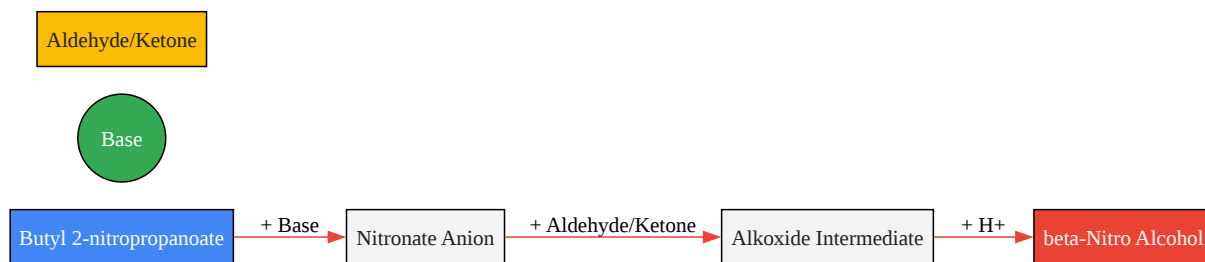 Aldehyde/Ketone
Base
Butyl 2-nitropropanoate
+ Base
Nitronate Anion
+ Aldehyde/Ketone
Alkoxide Intermediate
+ H+
beta-Nitro Alcohol